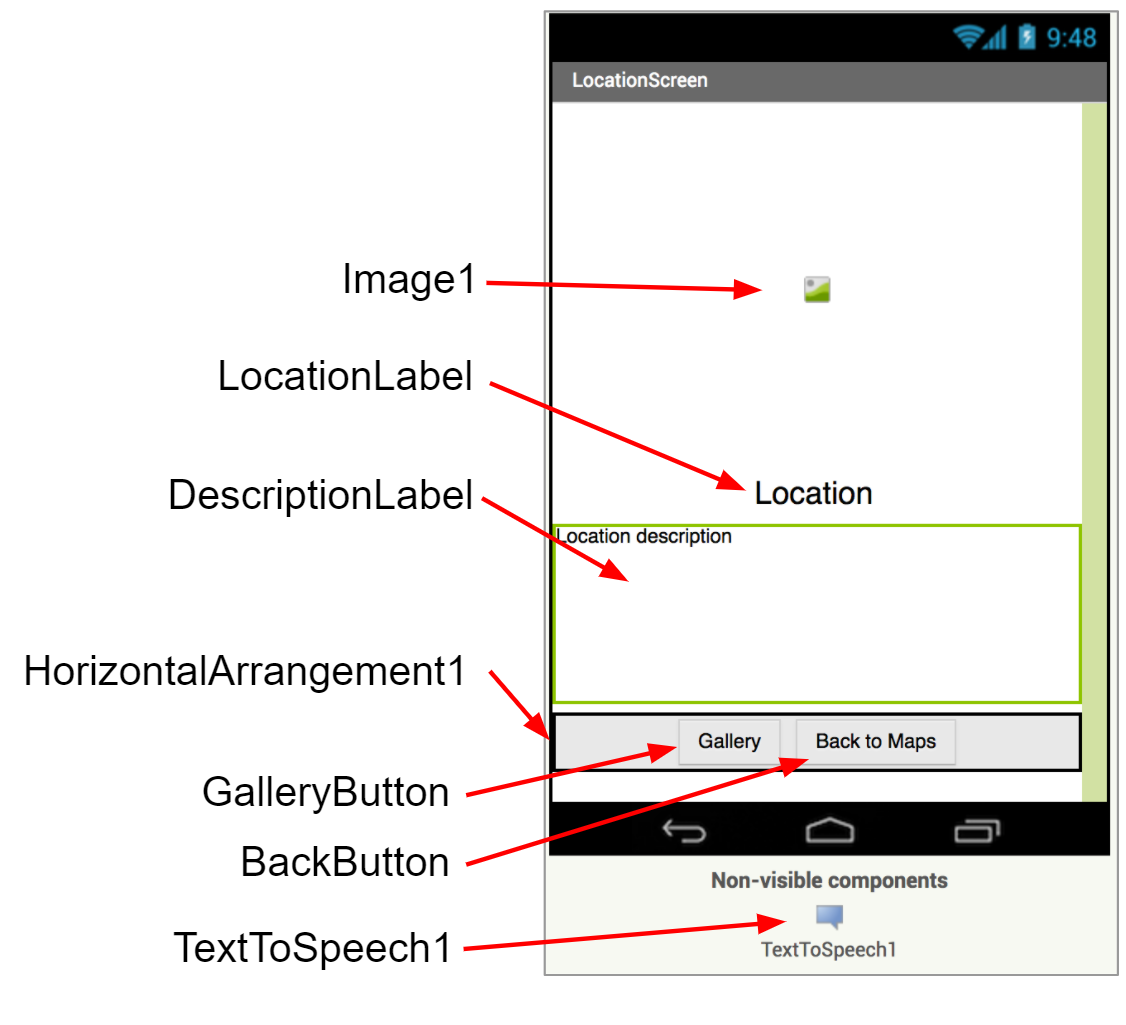 9:48
LocationScreen
Image1
LocationLabel
DescriptionLabel
Location
Location description
HorizontalArrangement1
Gallery
Back to Maps
GalleryButton
BackButton
Non-visible components
TextToSpeech1
TextToSpeech1